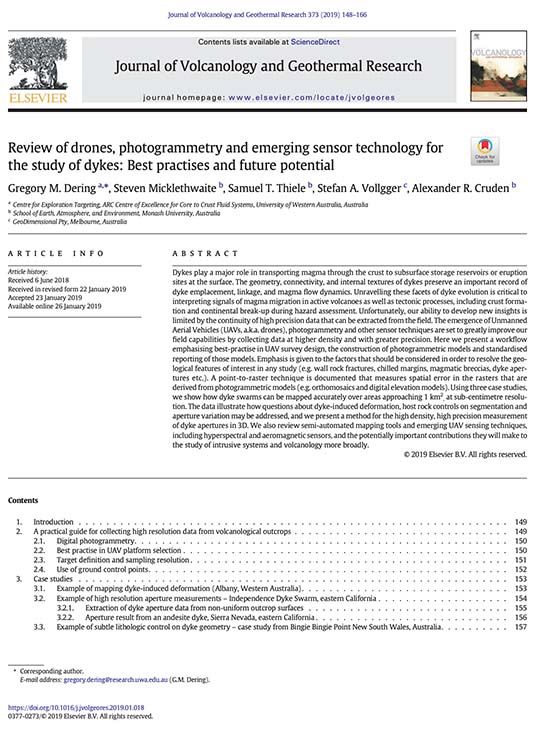 Journal of Volcanology and Geothermal Research 373 (2019) 148–166
Contents lists available at ScienceDirect
Journal of Volcanology and Geothermal Research
journal homepage: www.elsevier.com/locate/jvolgeores
ELSEVIER
VOLCANOLOGY
Check for
updates
Review of drones, photogrammetry and emerging sensor technology for
the study of dykes: Best practises and future potential
Gregory M. Dering a,*, Steven Micklethwaite b, Samuel T. Thiele b, Stefan A. Vollgger c, Alexander R. Cruden b
a Centre for Exploration Targeting, ARC Centre of Excellence for Core to Crust Fluid Systems, University of Western Australia, Australia
b School of Earth, Atmosphere, and Environment, Monash University, Australia
c GeoDimensional Pty, Melbourne, Australia
ARTICLE INFO
Article history:
Received 6 June 2018
Received in revised form 22 January 2019
Accepted 23 January 2019
Available online 26 January 2019
ABSTRACT
Dykes play a major role in transporting magma through the crust to subsurface storage reservoirs or eruption
sites at the surface. The geometry, connectivity, and internal textures of dykes preserve an important record of
dyke emplacement, linkage, and magma flow dynamics. Unravelling these facets of dyke evolution is critical to
interpreting signals of magma migration in active volcanoes as well as tectonic processes, including crust forma-
tion and continental break-up during hazard assessment. Unfortunately, our ability to develop new insights is
limited by the continuity of high precision data that can be extracted from the field. The emergence of Unmanned
Aerial Vehicles (UAVs, a.k.a. drones), photogrammetry and other sensor techniques are set to greatly improve our
field capabilities by collecting data at higher density and with greater precision. Here we present a workflow
emphasising best-practise in UAV survey design, the construction of photogrammetric models and standardised
reporting of those models. Emphasis is given to the factors that should be considered in order to resolve the geo-
logical features of interest in any study (e.g. wall rock fractures, chilled margins, magmatic breccias, dyke aper-
tures etc.). A point-to-raster technique is documented that measures spatial error in the rasters that are
derived from photogrammetric models (e.g. orthomosaics and digital elevation models). Using three case studies,
we show how dyke swarms can be mapped accurately over areas approaching 1 km2, at sub-centimetre resolu-
tion. The data illustrate how questions about dyke-induced deformation, host rock controls on segmentation and
aperture variation may be addressed, and we present a method for the high density, high precision measurement
of dyke apertures in 3D. We also review semi-automated mapping tools and emerging UAV sensing techniques,
including hyperspectral and aeromagnetic sensors, and the potentially important contributions they will make to
the study of intrusive systems and volcanology more broadly.
© 2019 Elsevier B.V. All rights reserved.
Contents
1. Introduction . . . 149
2. A practical guide for collecting high resolution data from volcanological outcrops . . . 149
2.1. Digital photogrammetry. . . 150
2.2. Best practise in UAV platform selection . . . 150
2.3. Target definition and sampling resolution . . . 151
2.4. Use of ground control points. . . 152
3. Case studies . . . 153
3.1. Example of mapping dyke-induced deformation (Albany, Western Australia) . . . 153
3.2. Example of high resolution aperture measurements – Independence Dyke Swarm, eastern California . . . 154
3.2.1. Extraction of dyke aperture data from non-uniform outcrop surfaces . . . 155
3.2.2. Aperture result from an andesite dyke, Sierra Nevada, eastern California . . . 156
3.3. Example of subtle lithologic control on dyke geometry – case study from Bingie Bingie Point New South Wales, Australia. . . 157
* Corresponding author.
E-mail address: gregory.dering@research.uwa.edu.au (G.M. Dering).
https://doi.org/10.1016/j.jvolgeores.2019.01.018
0377-0273/© 2019 Elsevier B.V. All rights reserved.